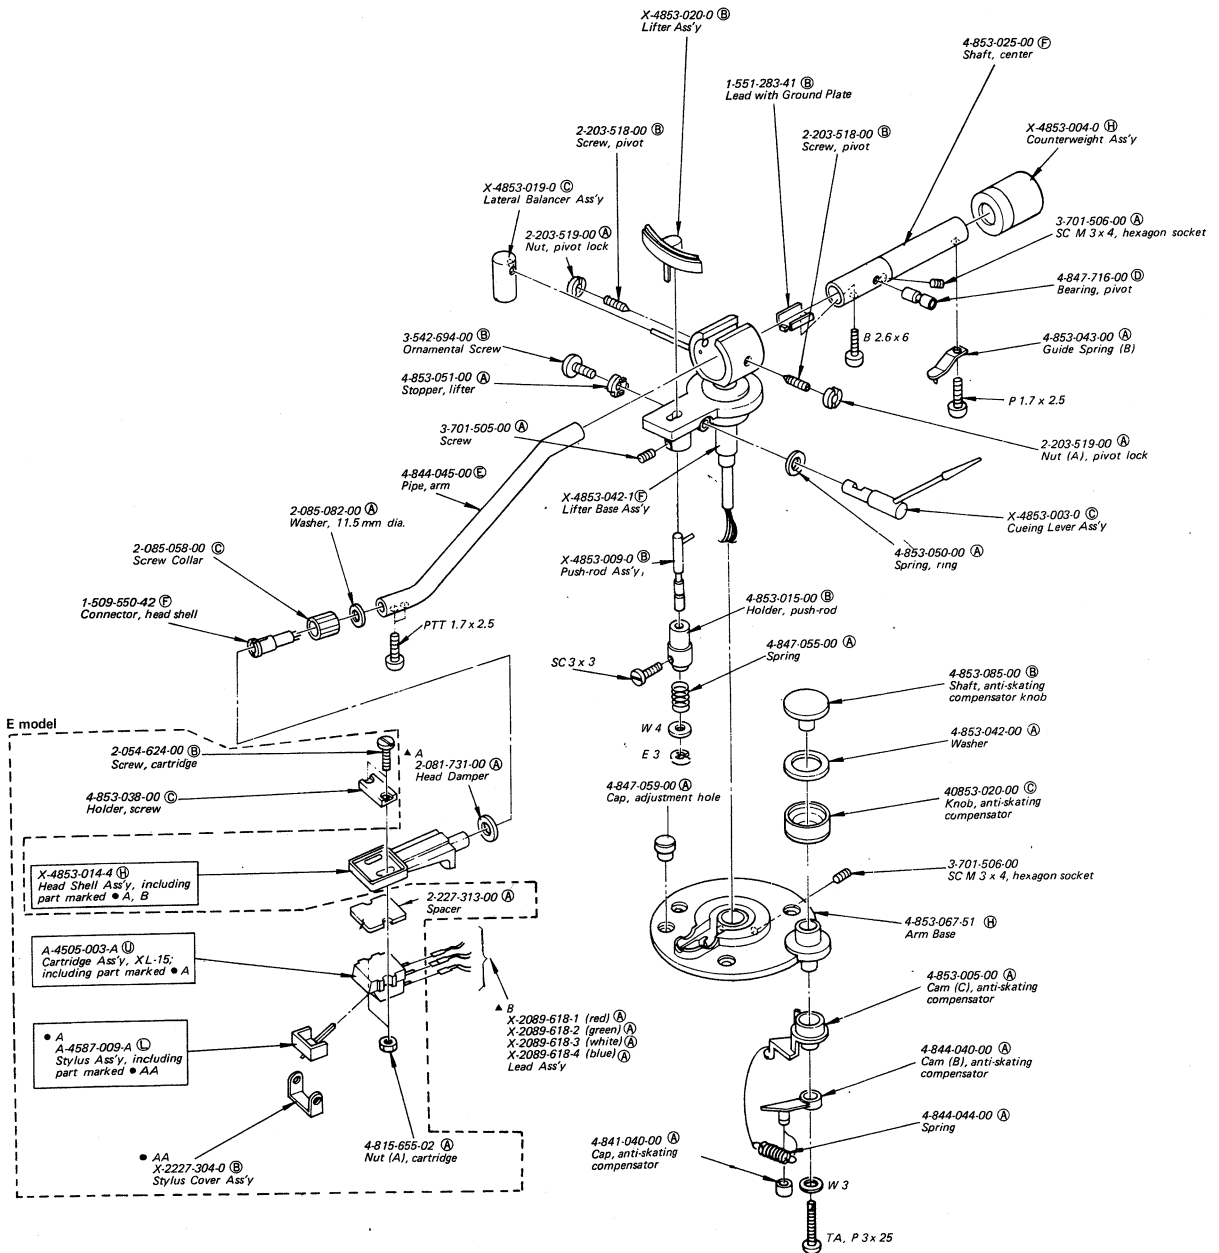 X-4853-020-0 Ⓑ
Lifter Ass'y
4-853-025-00 Ⓕ
Shaft, center
1-551-283-41 Ⓑ
Lead with Ground Plate
2-203-518-00 Ⓑ
Screw, pivot
2-203-518-00 Ⓑ
Screw, pivot
X-4853-004-0 Ⓗ
Counterweight Ass'y
X-4853-019-0 Ⓒ
Lateral Balancer Ass'y
2-203-519-00 Ⓐ
Nut, pivot lock
3-701-506-00 Ⓐ
SC M 3 x 4, hexagon socket
4-847-716-00 Ⓓ
Bearing, pivot
3-542-694-00 Ⓑ
Ornamental Screw
B 2.6 x 6
4-853-043-00 Ⓐ
Guide Spring (B)
4-853-051-00 Ⓐ
Stopper, lifter
P 1.7 x 2.5
3-701-505-00 Ⓐ
Screw
2-203-519-00 Ⓐ
Nut (A), pivot lock
4-844-045-00 Ⓔ
Pipe, arm
X-4853-042-1 Ⓕ
Lifter Base Ass'y
2-085-082-00 Ⓐ
Washer, 11.5 mm dia.
X-4853-003-0 Ⓒ
Cueing Lever Ass'y
2-085-058-00 Ⓒ
Screw Collar
4-853-050-00 Ⓐ
Spring, ring
X-4853-009-0 Ⓑ
Push-rod Ass'y,
1-509-550-42 Ⓕ
Connector, head shell
4-853-015-00 Ⓑ
Holder, push-rod
PTT 1.7 x 2.5
4-847-055-00 Ⓐ
Spring
SC 3 x 3
4-853-085-00 Ⓑ
Shaft, anti-skating
compensator knob
E model
W 4
4-853-042-00 Ⓐ
Washer
2-054-624-00 Ⓑ
Screw, cartridge
▲ A
2-081-731-00 Ⓐ
Head Damper
E 3
4-853-038-00 Ⓒ
Holder, screw
4-847-059-00 Ⓐ
Cap, adjustment hole
40853-020-00 Ⓒ
Knob, anti-skating
compensator
X-4853-014-4 Ⓗ
Head Shell Ass'y, including
part marked ● A, B
3-701-506-00
SC M 3 x 4, hexagon socket
2-227-313-00 Ⓐ
Spacer
4-853-067-51 Ⓗ
Arm Base
A-4505-003-A Ⓤ
Cartridge Ass'y, XL-15;
including part marked ● A
4-853-005-00 Ⓐ
Cam (C), anti-skating
compensator
▲ B
X-2089-618-1 (red) Ⓐ
X-2089-618-2 (green) Ⓐ
X-2089-618-3 (white) Ⓐ
X-2089-618-4 (blue) Ⓐ
Lead Ass'y
● A
A-4587-009-A Ⓛ
Stylus Ass'y, including
part marked ● AA
4-844-040-00 Ⓐ
Cam (B), anti-skating
compensator
4-844-044-00 Ⓐ
Spring
4-815-655-02 Ⓐ
Nut (A), cartridge
4-841-040-00 Ⓐ
Cap, anti-skating
compensator
● AA
X-2227-304-0 Ⓑ
Stylus Cover Ass'y
W 3
TA, P 3 x 25